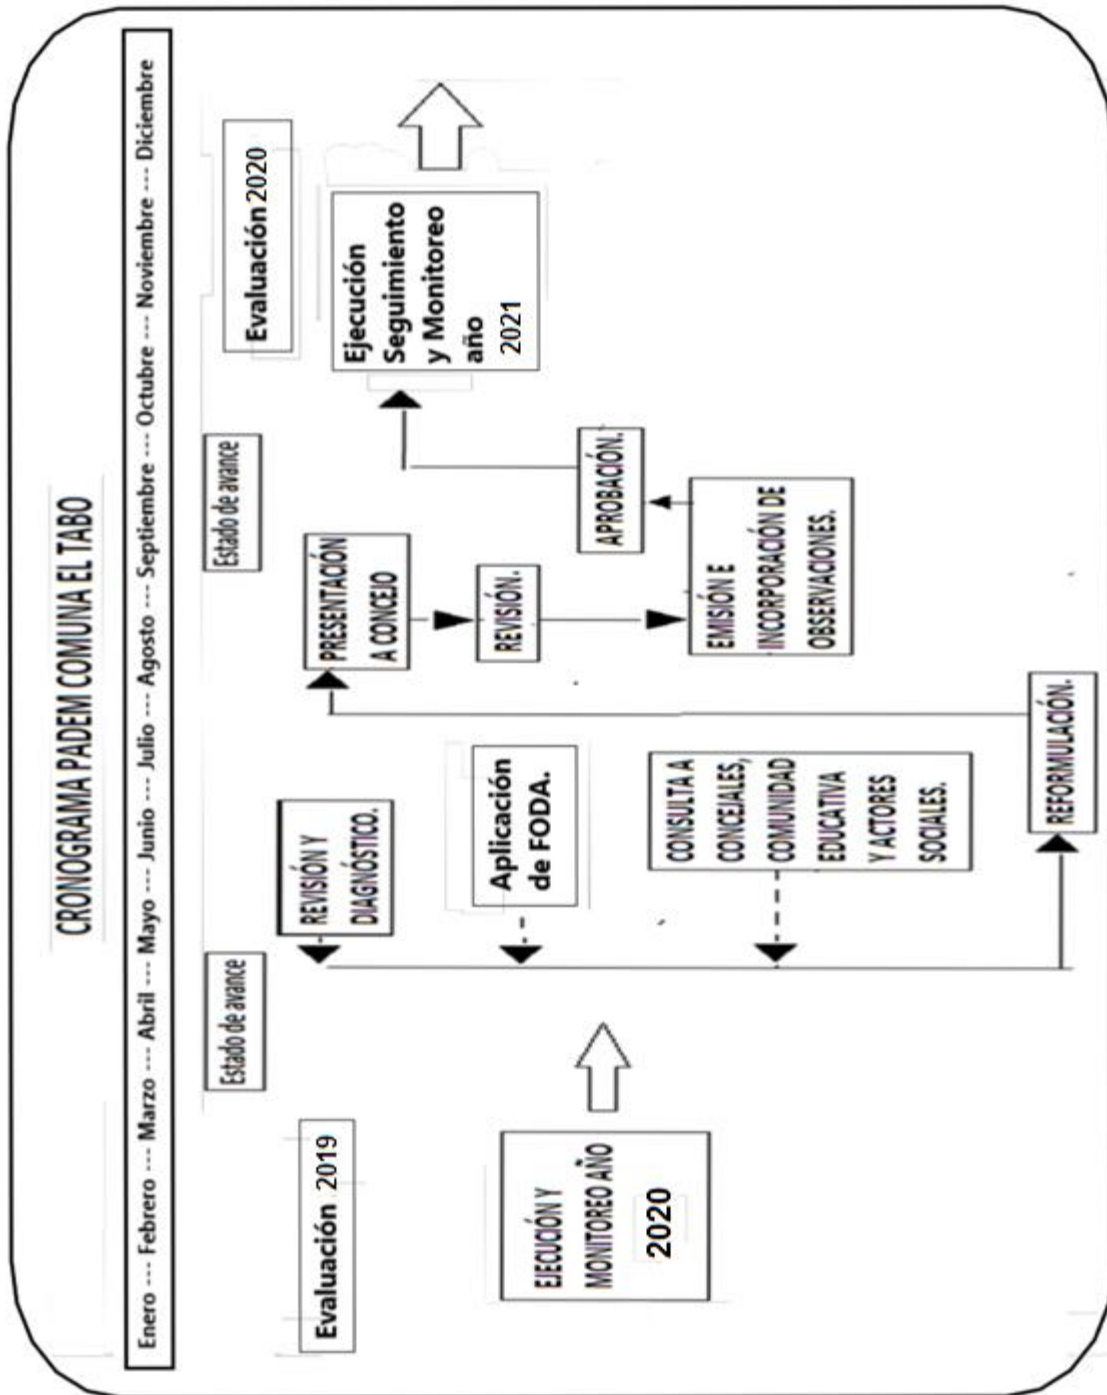 CRONOGRAMA PADEM COMUNA EL TABO
Enero --- Febrero --- Marzo --- Abril --- Mayo --- Junio --- Julio --- Agosto --- Septiembre --- Octubre --- Noviembre --- Diciembre
Estado de avance
Estado de avance
Evaluación 2019
Evaluación 2020
EJECUCIÓN Y
MONITOREO AÑO
2020
REVISIÓN Y
DIAGNÓSTICO.
Aplicación
de FODA.
CONSULTA A
CONCEJALES,
COMUNIDAD
EDUCATIVA
Y ACTORES
SOCIALES.
REFORMULACIÓN.
PRESENTACIÓN
A CONCEJO
REVISIÓN.
EMISIÓN E
INCORPORACIÓN DE
OBSERVACIONES.
APROBACIÓN.
Ejecución
Seguimiento
y Monitoreo
año
2021